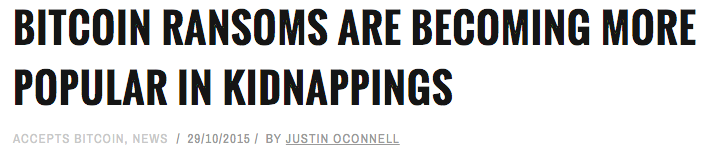 BITCOIN RANSOMS ARE BECOMING MORE
POPULAR IN KIDNAPPINGS
ACCEPTS BITCOIN, NEWS / 29/10/2015 / BY JUSTIN OCONNELL